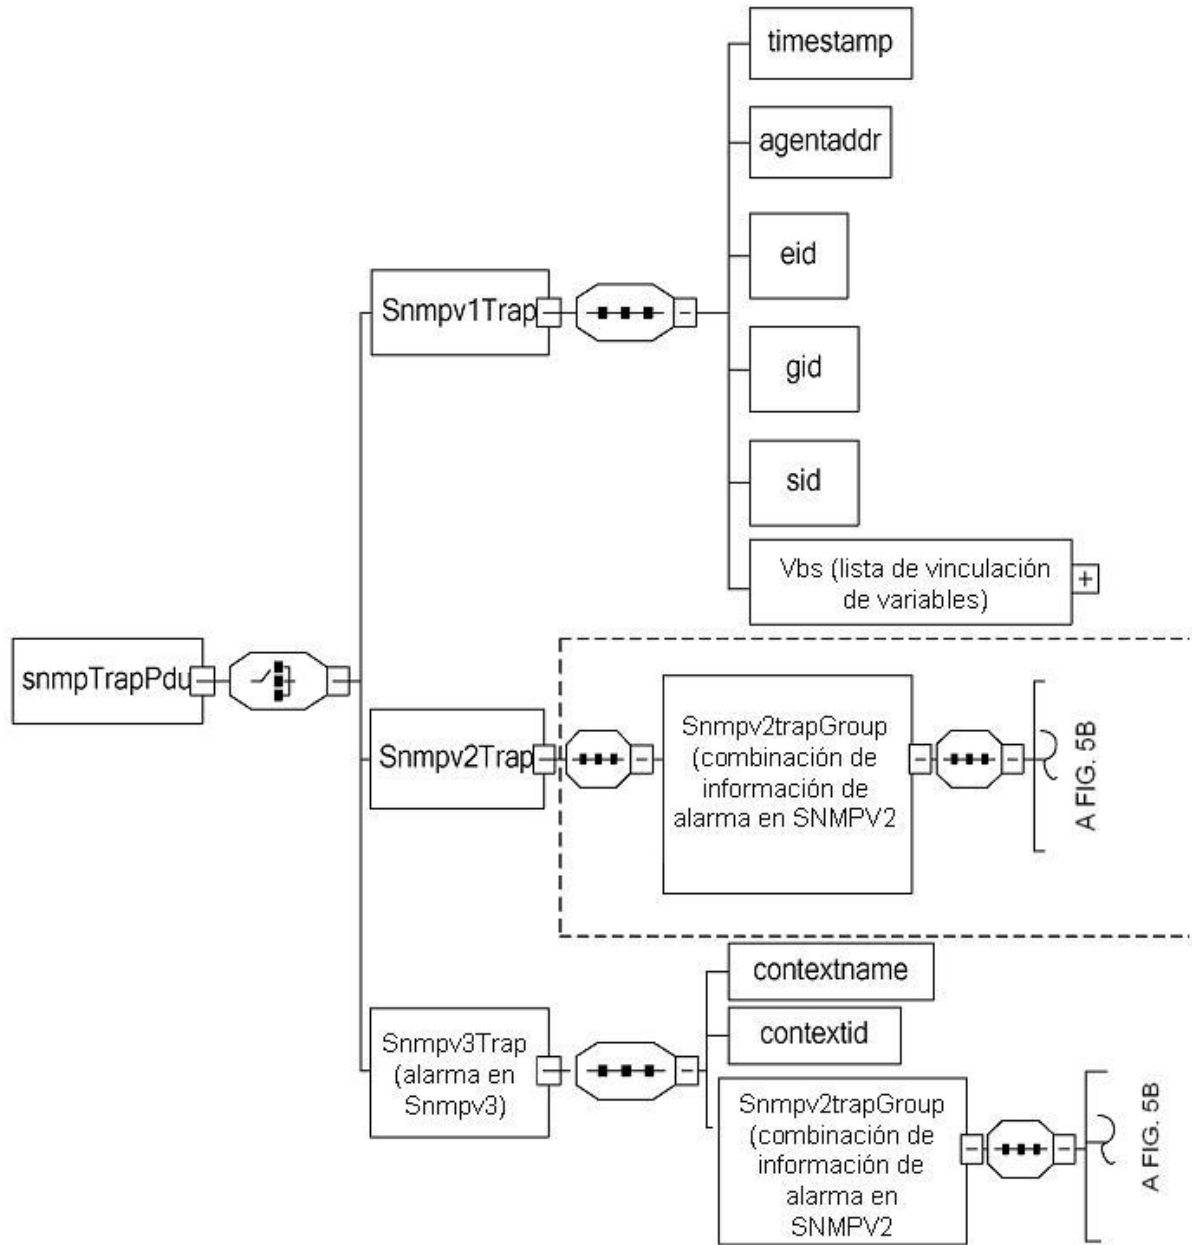 timestamp
agentaddr
eid
Snmpv1Trap
gid
sid
Vbs (lista de vinculación
de variables)
snmpTrapPdu
Snmpv2Trap
Snmpv2trapGroup
(combinación de
información de
alarma en SNMPV2
A FIG. 5B
contextname
contextid
Snmpv3Trap
(alarma en
Snmpv3)
Snmpv2trapGroup
(combinación de
información de
alarma en
SNMPV2
A FIG. 5B